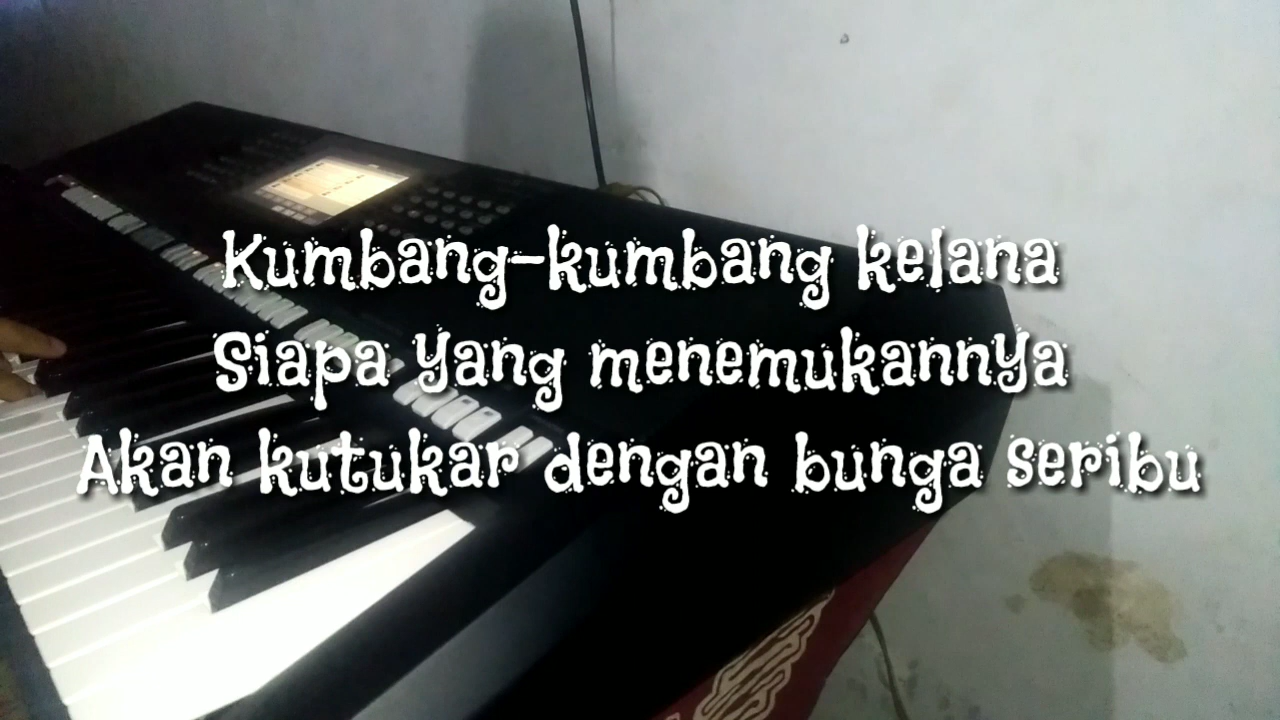 Kumbang-kumbang kelana
Siapa yang menemukannya
Akan kutukar dengan bunga seribu